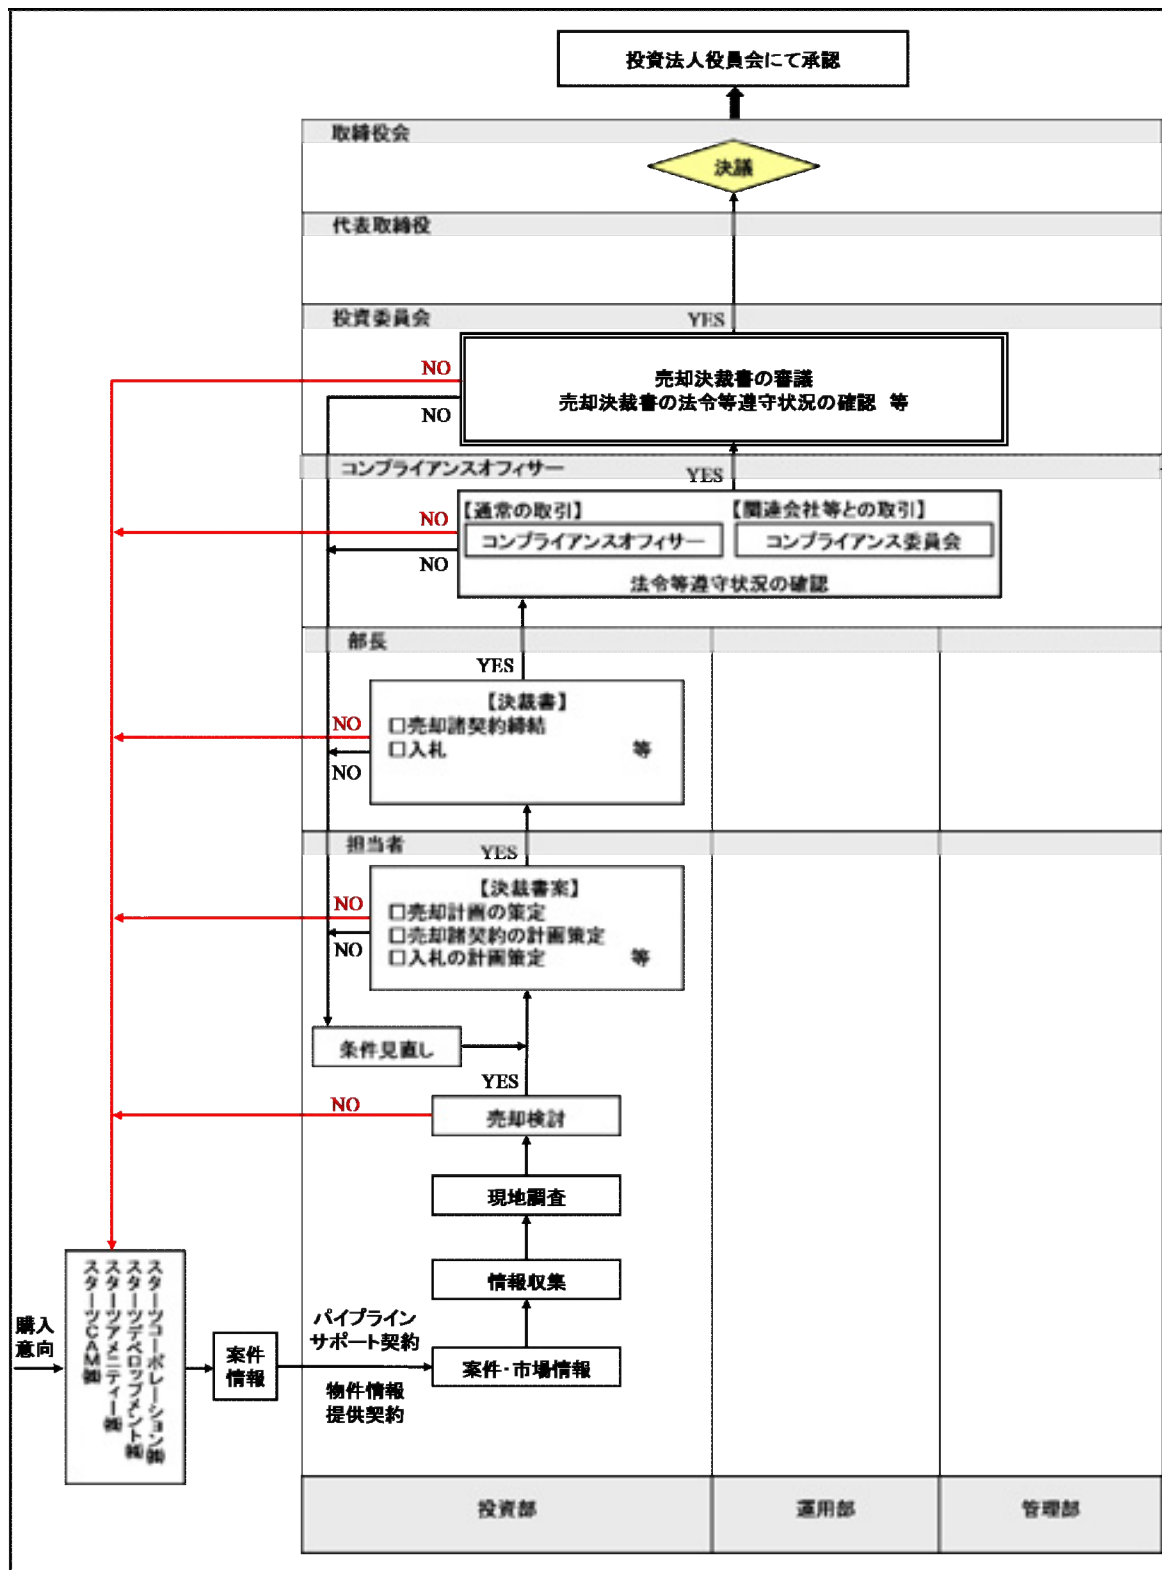 投資法人役員会にて承認
取締役会
決議
代表取締役
投資委員会
YES
NO
NO
売却決裁書の審議
売却決裁書の法令等遵守状況の確認 等
コンプライアンスオフィサー
YES
NO
NO
【通常の取引】
【関連会社等との取引】
コンプライアンスオフィサー
コンプライアンス委員会
法令等遵守状況の確認
部長
YES
NO
NO
【決裁書】
□売却諸契約締結
□入札 等
担当者
YES
NO
NO
【決裁書案】
□売却計画の策定
□売却諸契約の計画策定
□入札の計画策定 等
条件見直し
YES
NO
売却検討
現地調査
情報収集
案件・市場情報
パイプライン
サポート契約
物件情報
提供契約
案件
情報
購入
意向
スターツコーポレーション㈱
スターツデベロップメント㈱
スターツアメニティー㈱
スターツCAM㈱
投資部
運用部
管理部